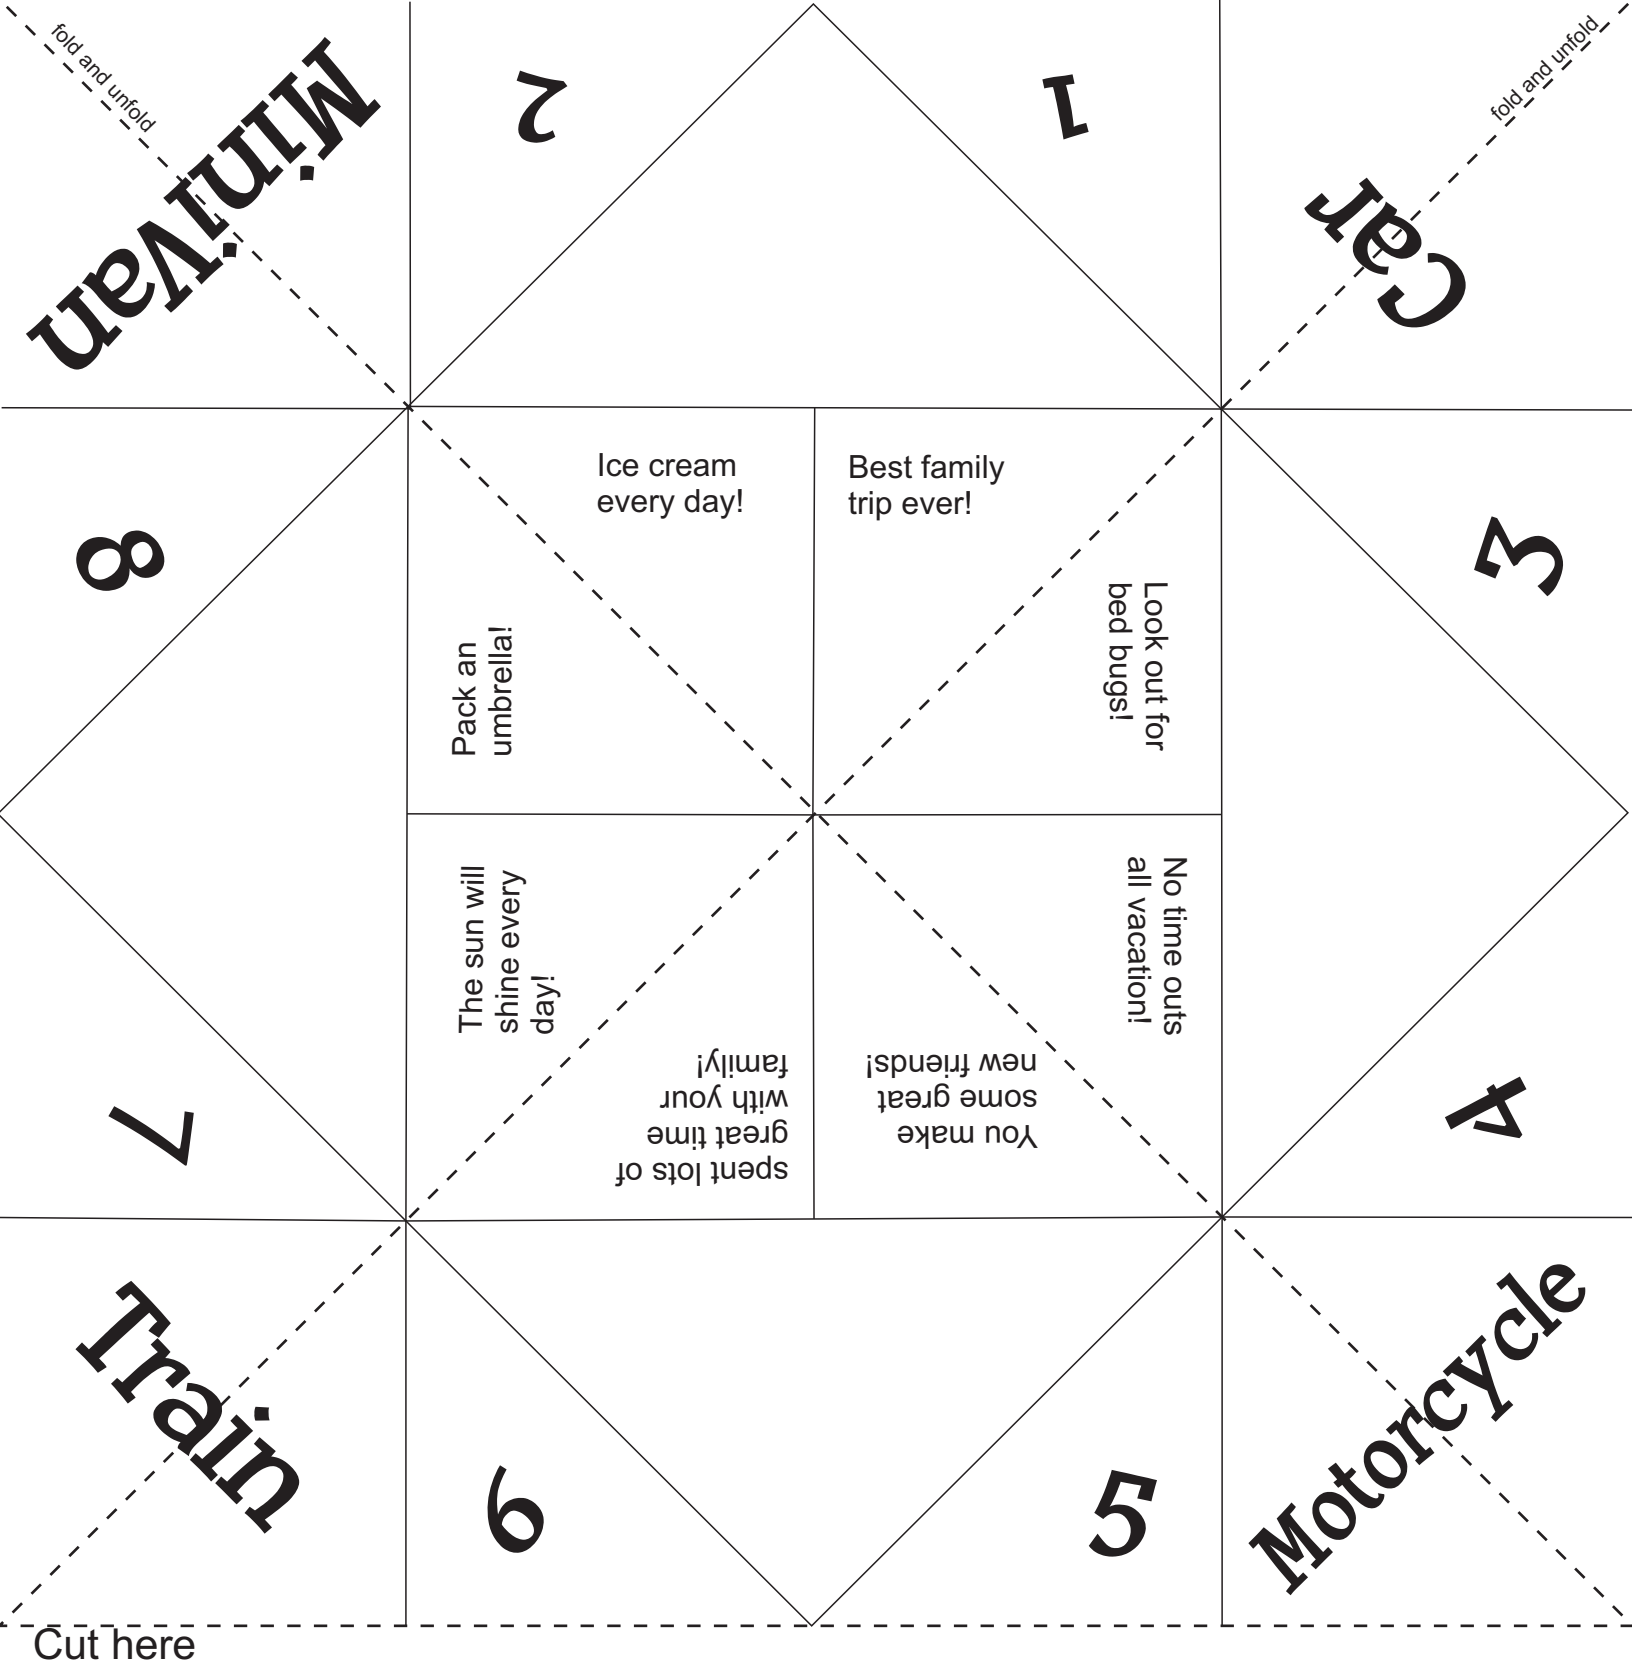 fold and unfold
MiniVan
2
1
fold and unfold
Car
8
Ice cream
every day!
Best family
trip ever!
3
Pack an
umbrella!
Look out for
bed bugs!
The sun will
shine every
day!
No time outs
all vacation!
7
spent lots of
great time
with your
family!
You make
some great
new friends!
4
Train
6
5
Motorcycle
Cut here